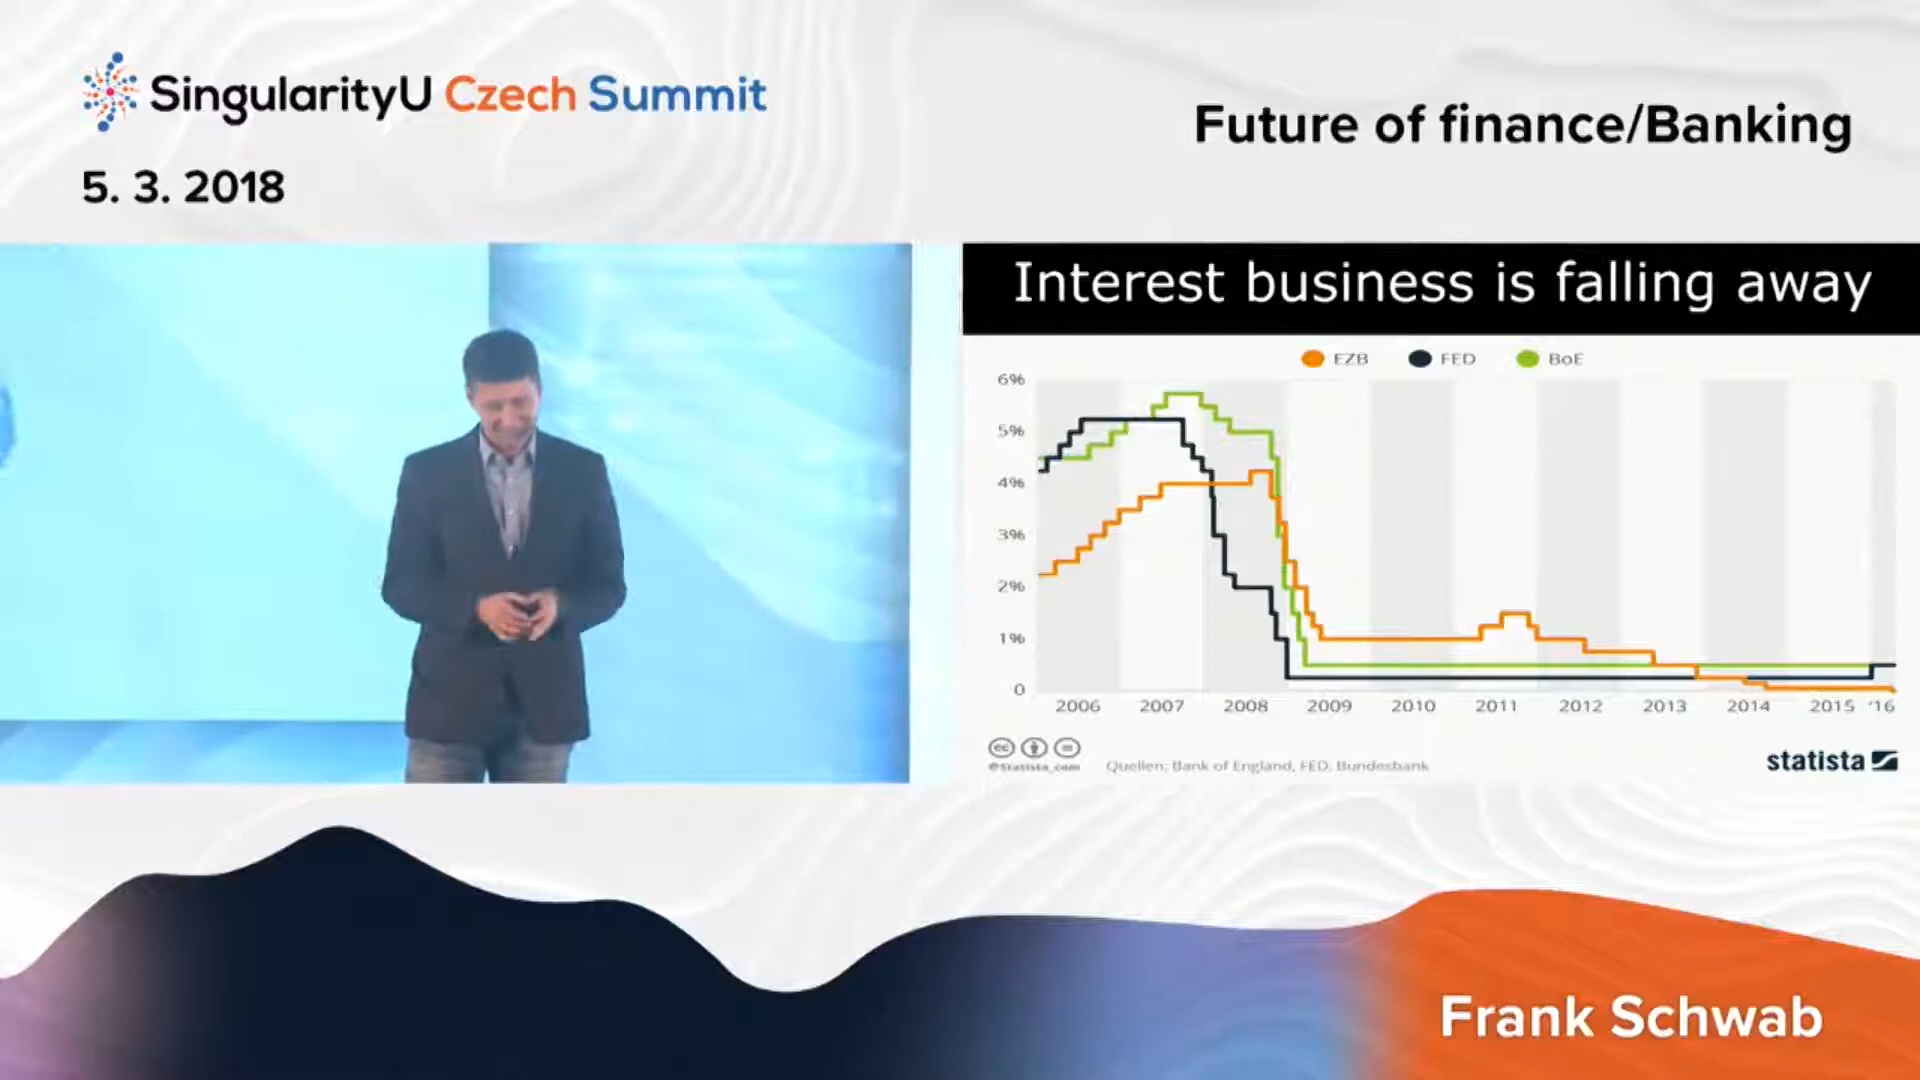 SingularityU Czech Summit
5. 3. 2018
Future of finance/Banking
Interest business is falling away
EZB FED BoE
6%
5%
4%
3%
2%
1%
0
2006 2007 2008 2009 2010 2011 2012 2013 2014 2015 '16
@Statista_com
Quellen: Bank of England, FED, Bundesbank
statista
Frank Schwab